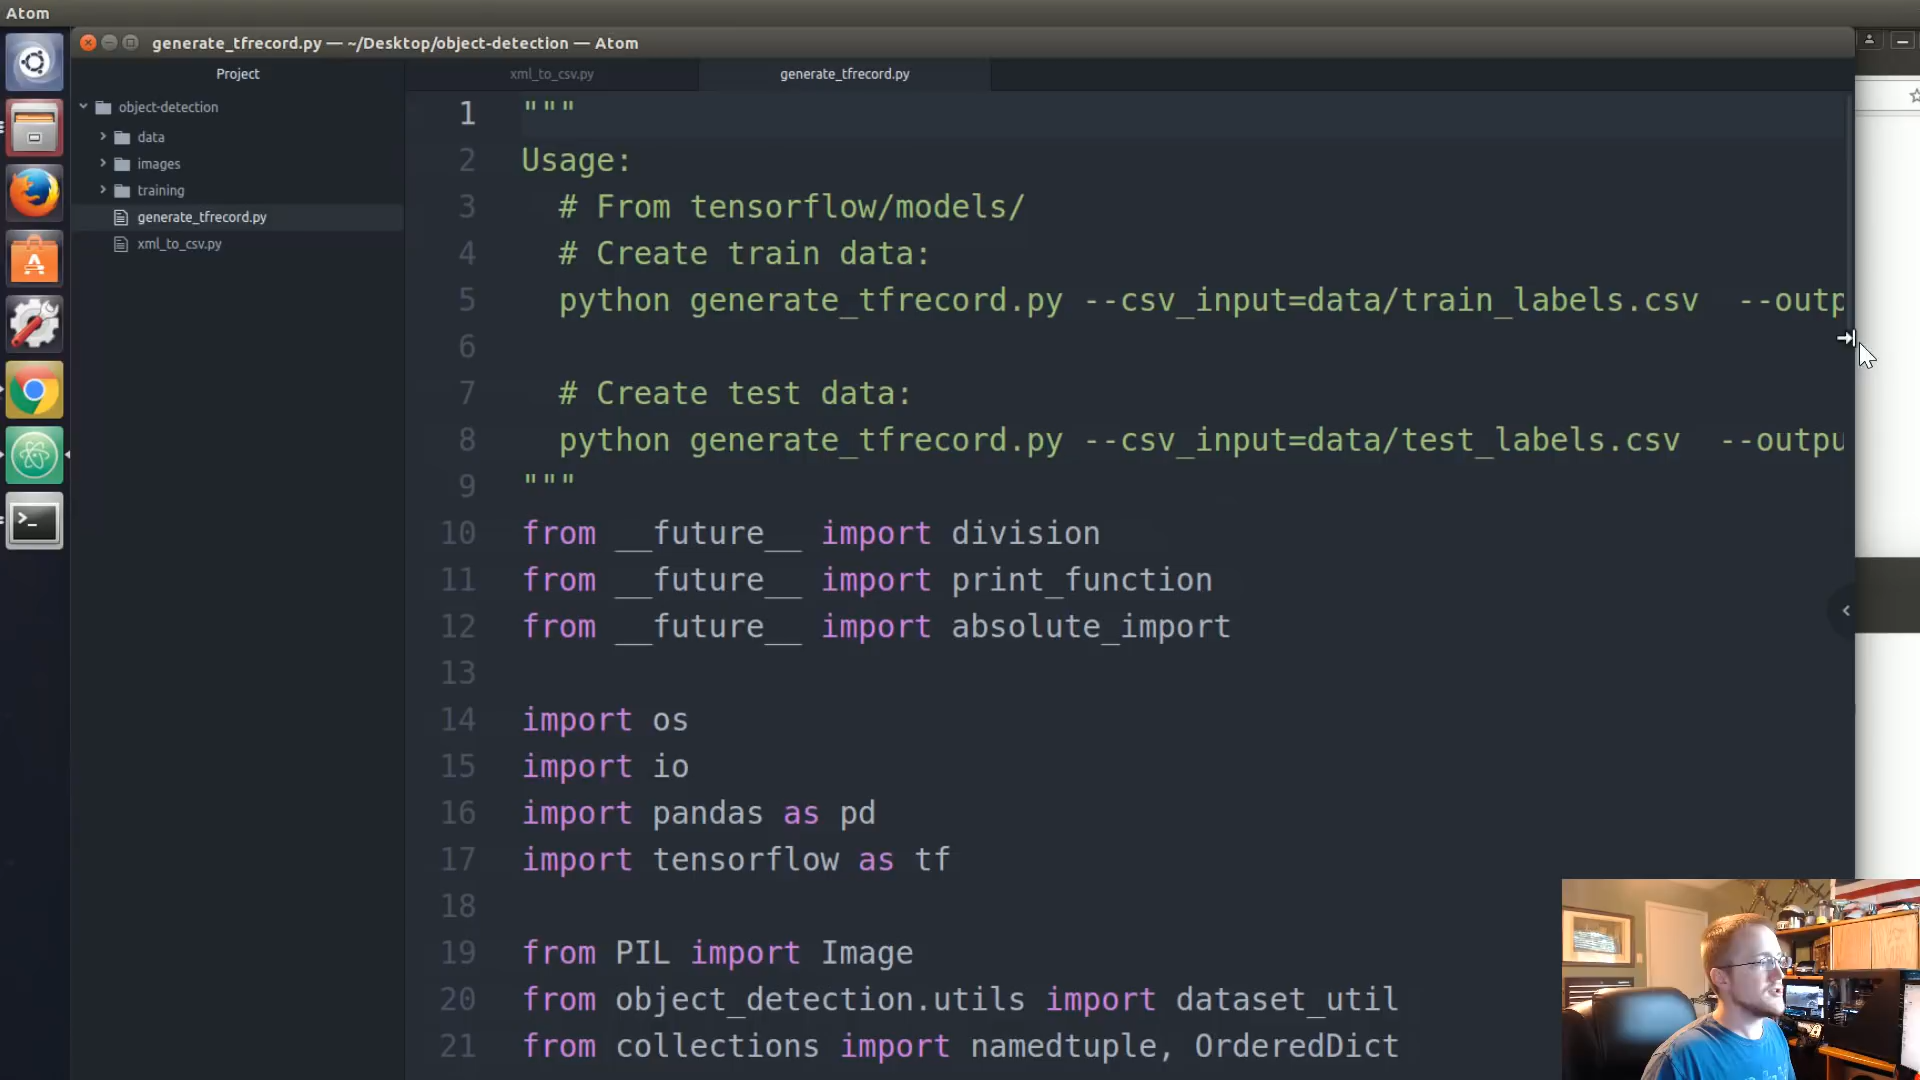 Atom
generate_tfrecord.py — ~/Desktop/object-detection — Atom
Project
xml_to_csv.py
generate_tfrecord.py
object-detection
data
images
training
generate_tfrecord.py
xml_to_csv.py
1 """
2 Usage:
3 # From tensorflow/models/
4 # Create train data:
5 python generate_tfrecord.py --csv_input=data/train_labels.csv --outp
6
7 # Create test data:
8 python generate_tfrecord.py --csv_input=data/test_labels.csv --outpu
9 """
10 from __future__ import division
11 from __future__ import print_function
12 from __future__ import absolute_import
13
14 import os
15 import io
16 import pandas as pd
17 import tensorflow as tf
18
19 from PIL import Image
20 from object_detection.utils import dataset_util
21 from collections import namedtuple, OrderedDict